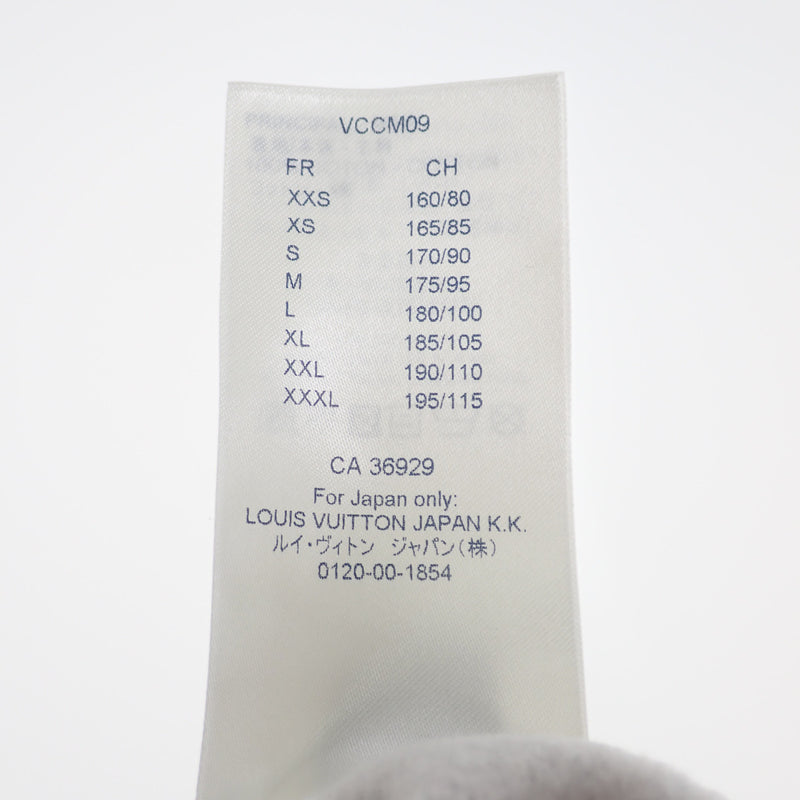 VCCM09
FR CH
XXS 160/80
XS 165/85
S 170/90
M 175/95
L 180/100
XL 185/105
XXL 190/110
XXXL 195/115
CA 36929
For Japan only:
LOUIS VUITTON JAPAN K.K.
ルイ・ヴィトン ジャパン(株)
0120-00-1854